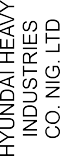 HYUNDAI HEAVY
INDUSTRIES
CO. NIG. LTD